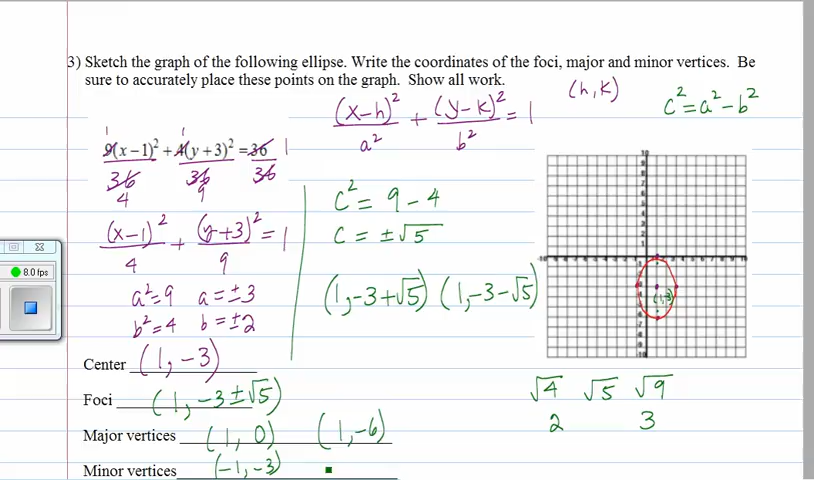 3) Sketch the graph of the following ellipse. Write the coordinates of the foci, major and minor vertices. Be
sure to accurately place these points on the graph. Show all work.
(x-h)²/a² + (y-k)²/b² = 1
(h, k)
c² = a² - b²
1 1
9(x-1)² + 4(y+3)² = 36 1
36 36 36
4 9
(x-1)²/4 + (y+3)²/9 = 1
a² = 9 a = ±3
b² = 4 b = ±2
c² = 9 - 4
c = ±√5
(1, -3+√5) (1, -3-√5)
8.0 fps
Center (1, -3)
Foci (1, -3±√5)
Major vertices (1, 0) (1, -6)
Minor vertices (-1, -3)
√4 √5 √9
2 3